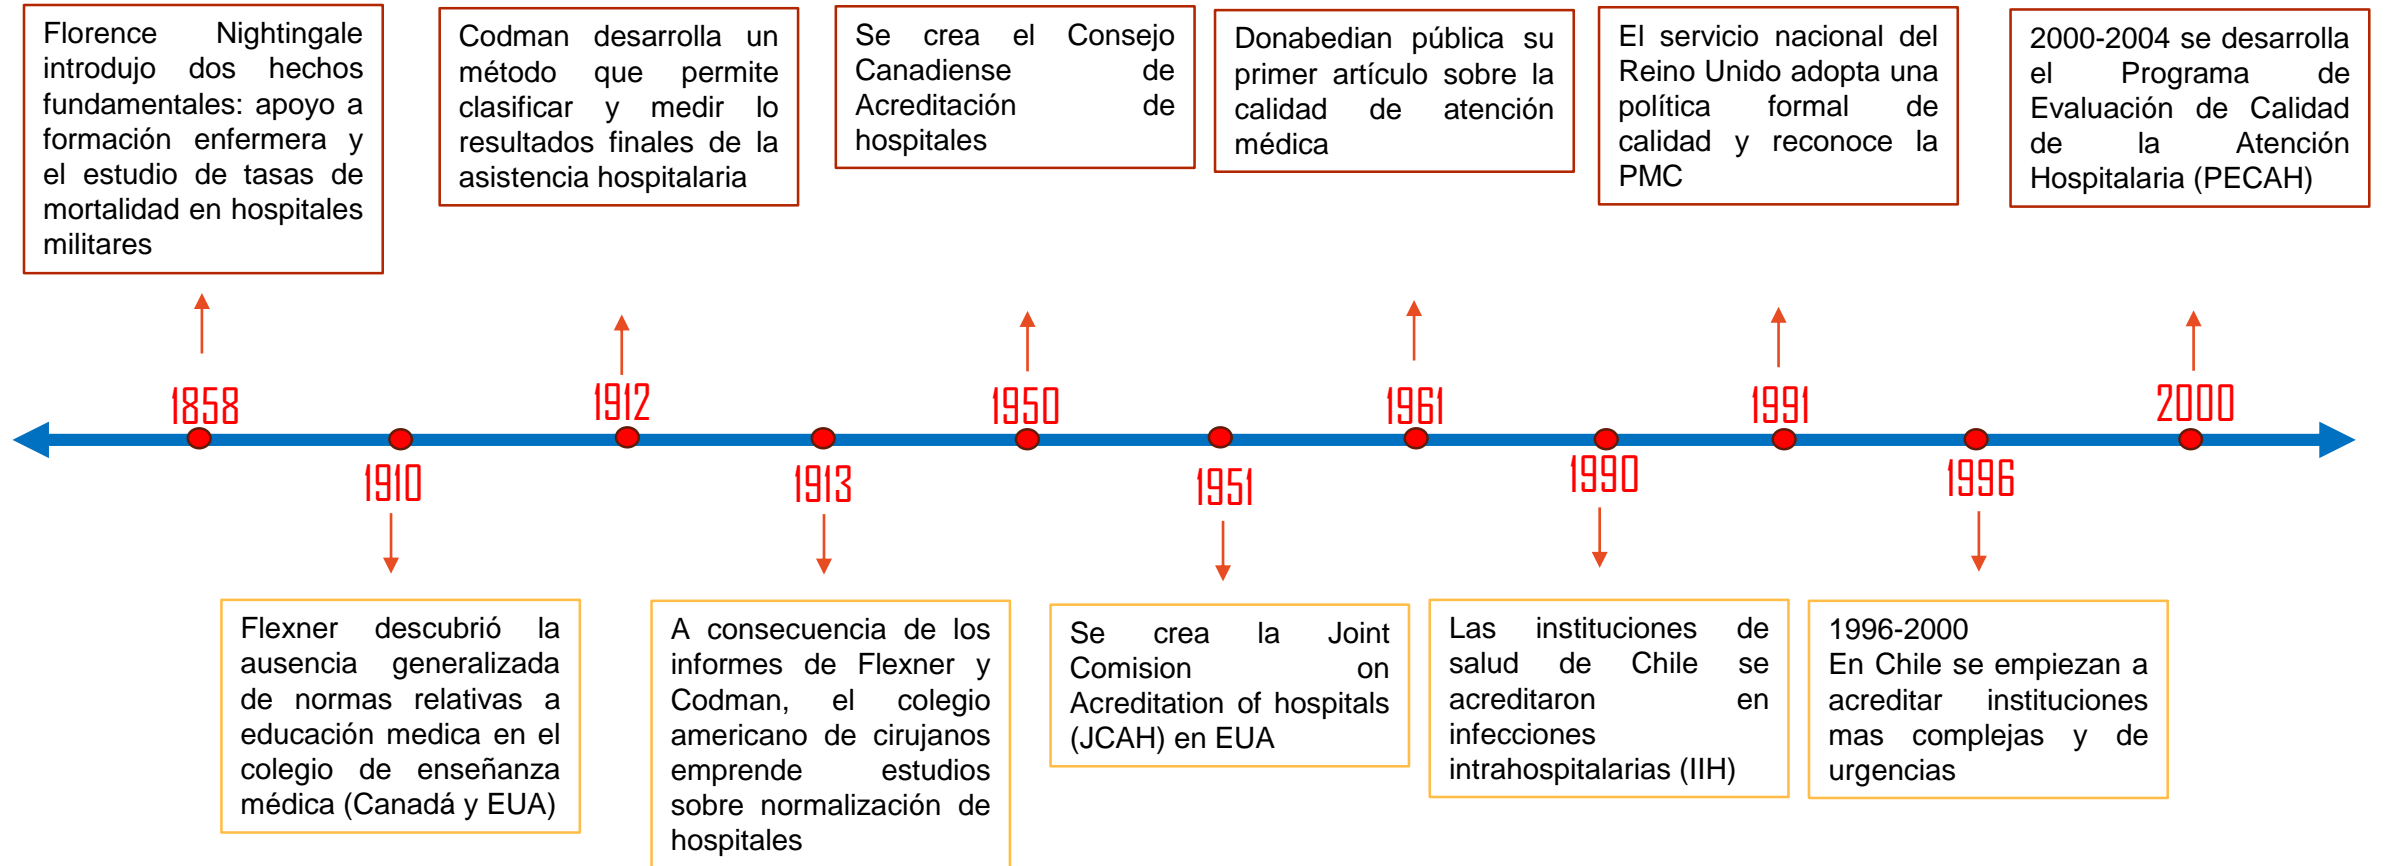 Florence Nightingale
introdujo dos hechos
fundamentales: apoyo a
formación enfermera y
el estudio de tasas de
mortalidad en hospitales
militares
Codman desarrolla un
método que permite
clasificar y medir lo
resultados finales de la
asistencia hospitalaria
Se crea el Consejo
Canadiense de
Acreditación de
hospitales
Donabedian pública su
primer artículo sobre la
calidad de atención
médica
El servicio nacional del
Reino Unido adopta una
política formal de
calidad y reconoce la
PMC
2000-2004 se desarrolla
el Programa de
Evaluación de Calidad
de la Atención
Hospitalaria (PECAH)
1858
1912
1950
1961
1991
2000
1910
1913
1951
1990
1996
Flexner descubrió la
ausencia generalizada
de normas relativas a
educación medica en el
colegio de enseñanza
médica (Canadá y EUA)
A consecuencia de los
informes de Flexner y
Codman, el colegio
americano de cirujanos
emprende estudios
sobre normalización de
hospitales
Se crea la Joint
Comision on
Acreditation of hospitals
(JCAH) en EUA
Las instituciones de
salud de Chile se
acreditaron en
infecciones
intrahospitalarias (IIH)
1996-2000
En Chile se empiezan a
acreditar instituciones
mas complejas y de
urgencias